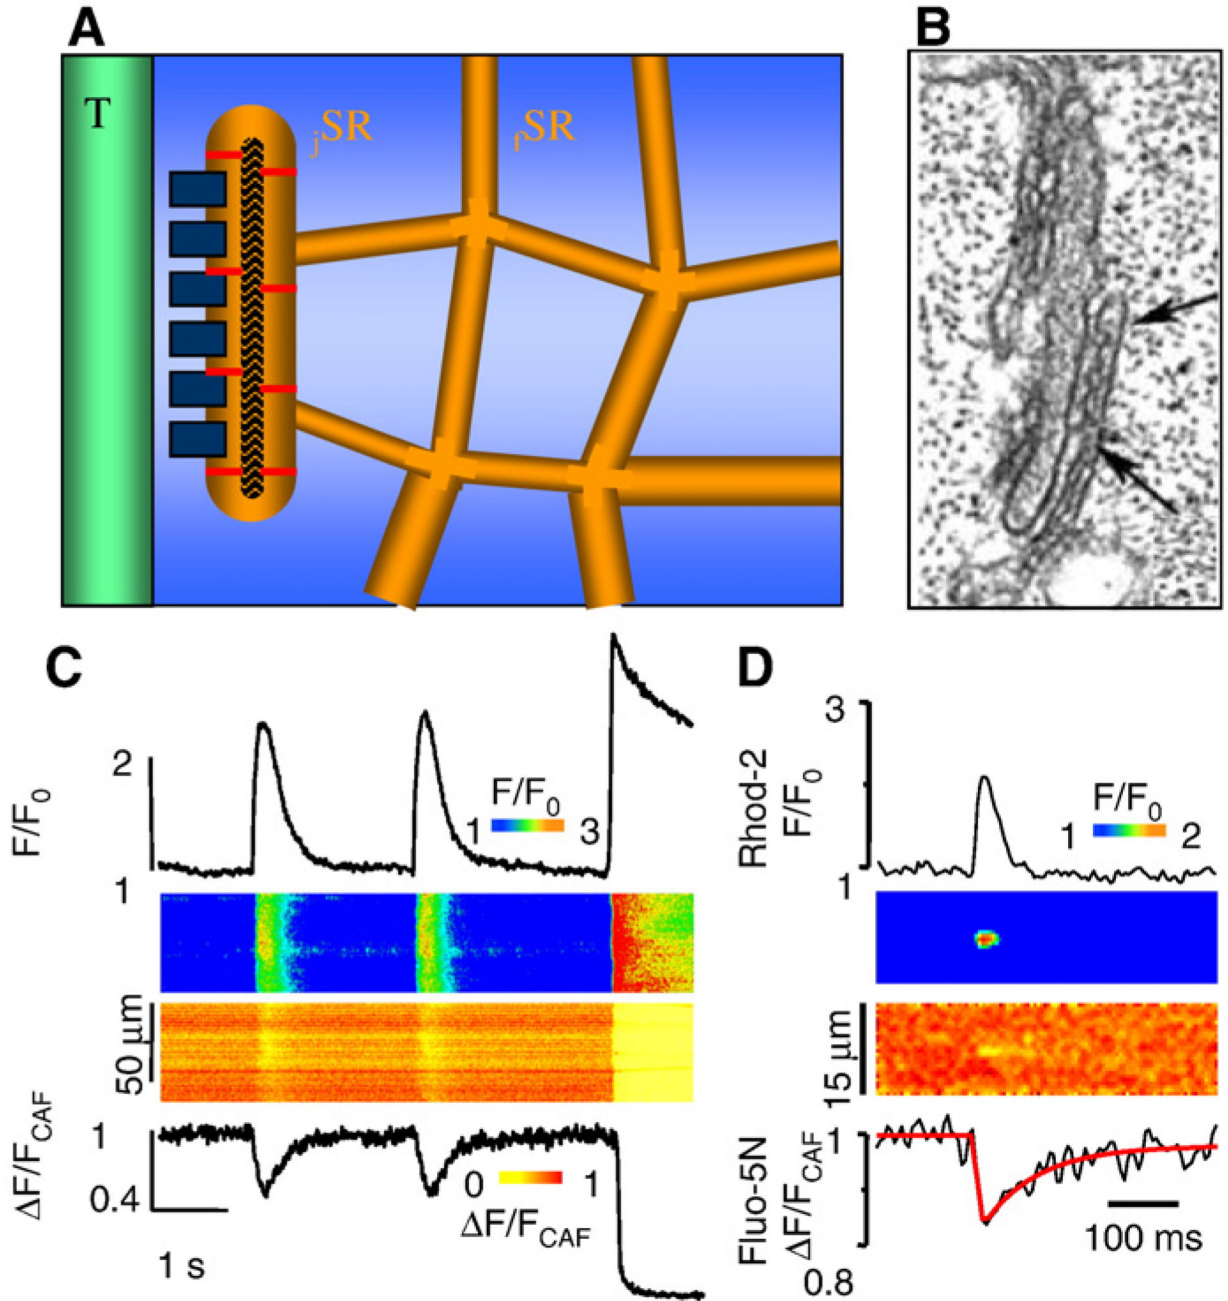 A
T
jSR
fSR
B
C
2
F/F0
1
F/F0
1 3
50 µm
1
ΔF/FCAF
0.4
0 1
ΔF/FCAF
1 s
D
3
Rhod-2
F/F0
1
F/F0
1 2
15 µm
Fluo-5N
ΔF/FCAF
1
0.8
100 ms